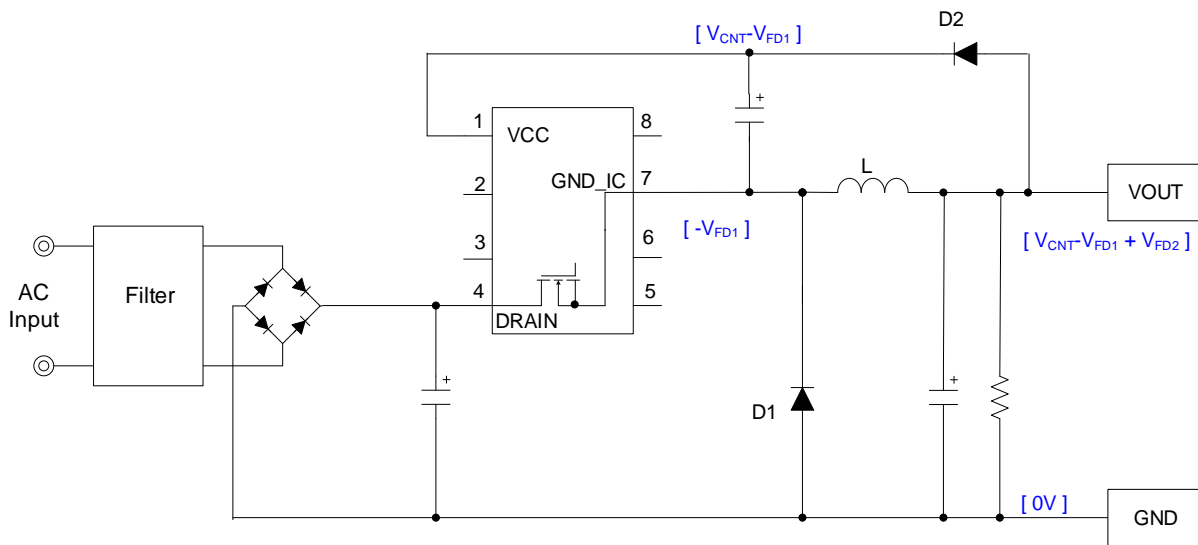 D2
[ VCNT-VFD1 ]
+
1
VCC
8
2
GND_IC
7
L
VOUT
[ -VFD1 ]
[ VCNT-VFD1 + VFD2 ]
3
6
AC
Input
Filter
4
DRAIN
5
+
D1
+
[ 0V ]
GND